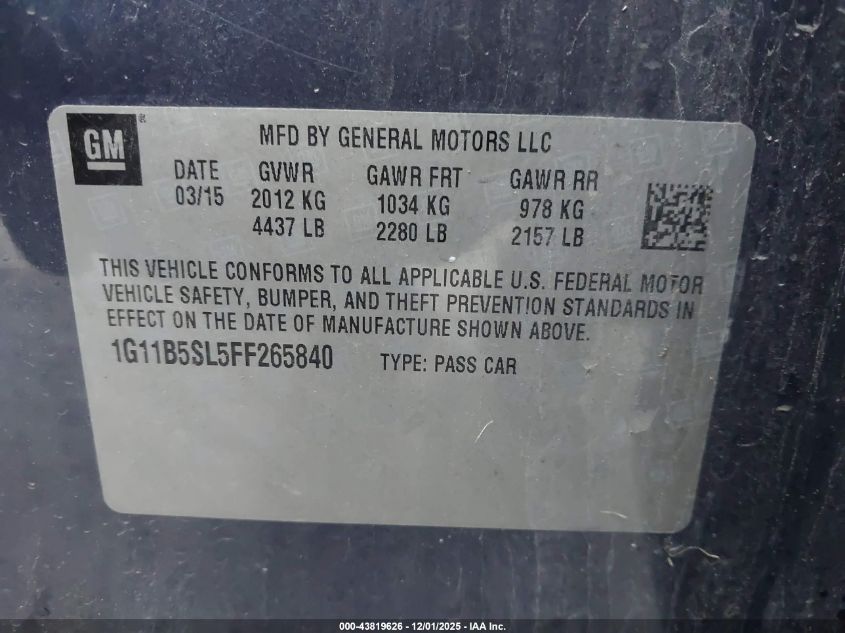 GM ®
MFD BY GENERAL MOTORS LLC
DATE GVWR GAWR FRT GAWR RR
03/15 2012 KG 1034 KG 978 KG
4437 LB 2280 LB 2157 LB
THIS VEHICLE CONFORMS TO ALL APPLICABLE U.S. FEDERAL MOTOR
VEHICLE SAFETY, BUMPER, AND THEFT PREVENTION STANDARDS IN
EFFECT ON THE DATE OF MANUFACTURE SHOWN ABOVE.
1G11B5SL5FF265840 TYPE: PASS CAR
000-43819626 - 12/01/2025 - IAA Inc.